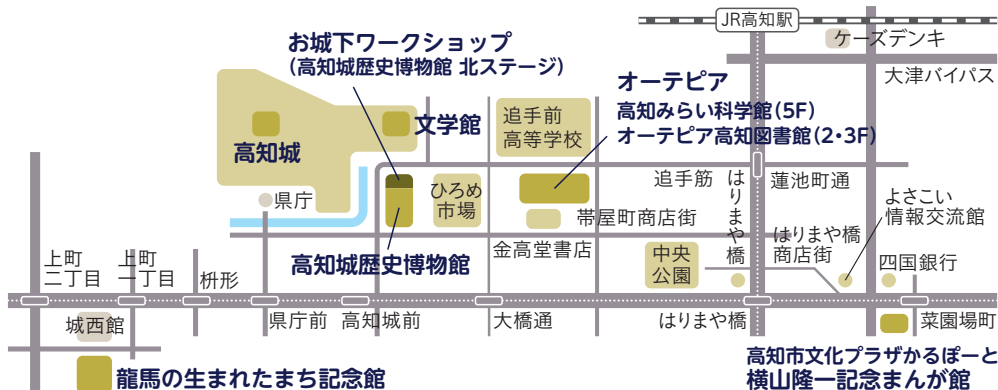 JR高知駅
ケーズデンキ
大津バイパス
お城下ワークショップ
(高知城歴史博物館 北ステージ)
オーテピア
高知みらい科学館(5F)
オーテピア高知図書館(2・3F)
追手前
高等学校
文学館
高知城
県庁
ひろめ
市場
追手筋
はりまや橋
蓮池町通
よさこい
情報交流館
帯屋町商店街
金高堂書店
高知城歴史博物館
中央
公園
はりまや橋
商店街
四国銀行
上町
二丁目
上町
一丁目
枡形
城西館
県庁前
高知城前
大橋通
はりまや橋
菜園場町
龍馬の生まれたまち記念館
高知市文化プラザかるぽーと
横山隆一記念まんが館